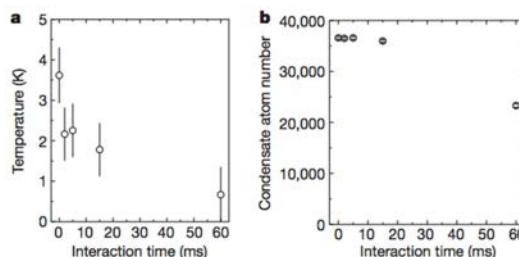 a
5
4
3
2
1
0
Temperature (K)
0 10 20 30 40 50 60
Interaction time (ms)
b
40,000
30,000
20,000
10,000
0
Condensate atom number
0 10 20 30 40 50 60
Interaction time (ms)